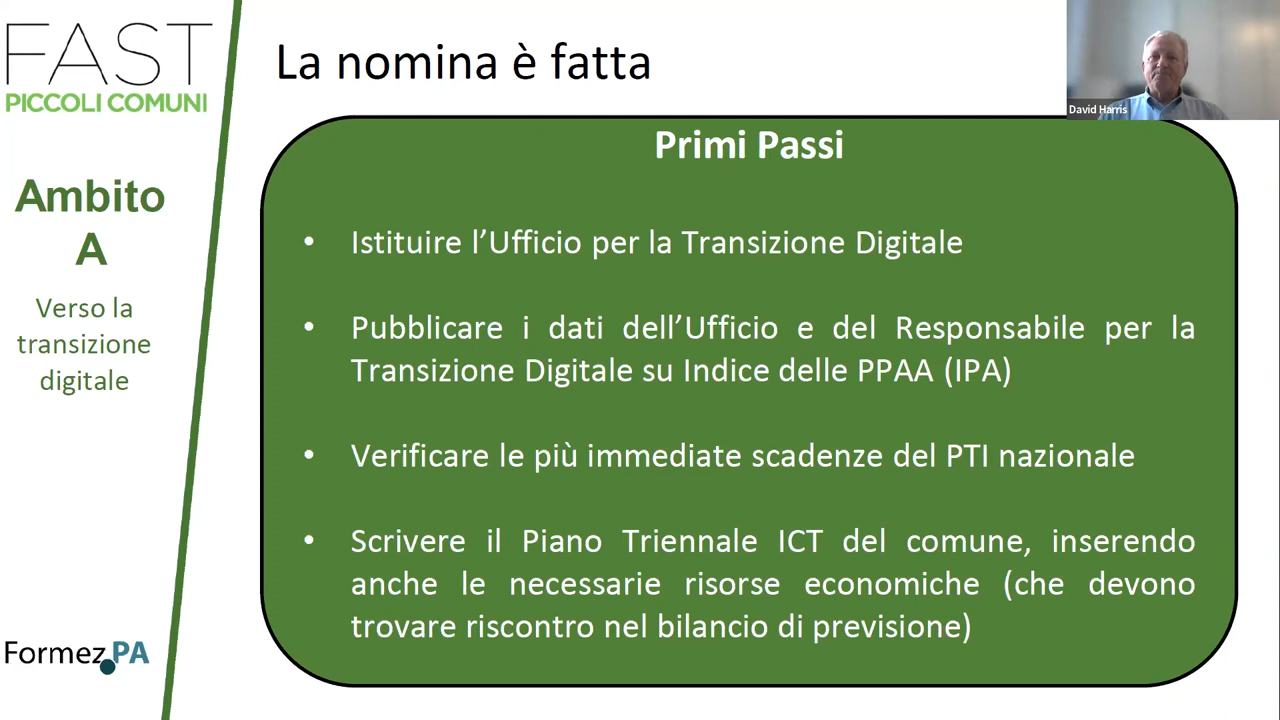 FAST
PICCOLI COMUNI
Ambito
A
Verso la
transizione
digitale
FormezPA
La nomina è fatta
David Harris
Primi Passi
• Istituire l’Ufficio per la Transizione Digitale
• Pubblicare i dati dell’Ufficio e del Responsabile per la
Transizione Digitale su Indice delle PPAA (IPA)
• Verificare le più immediate scadenze del PTI nazionale
• Scrivere il Piano Triennale ICT del comune, inserendo
anche le necessarie risorse economiche (che devono
trovare riscontro nel bilancio di previsione)